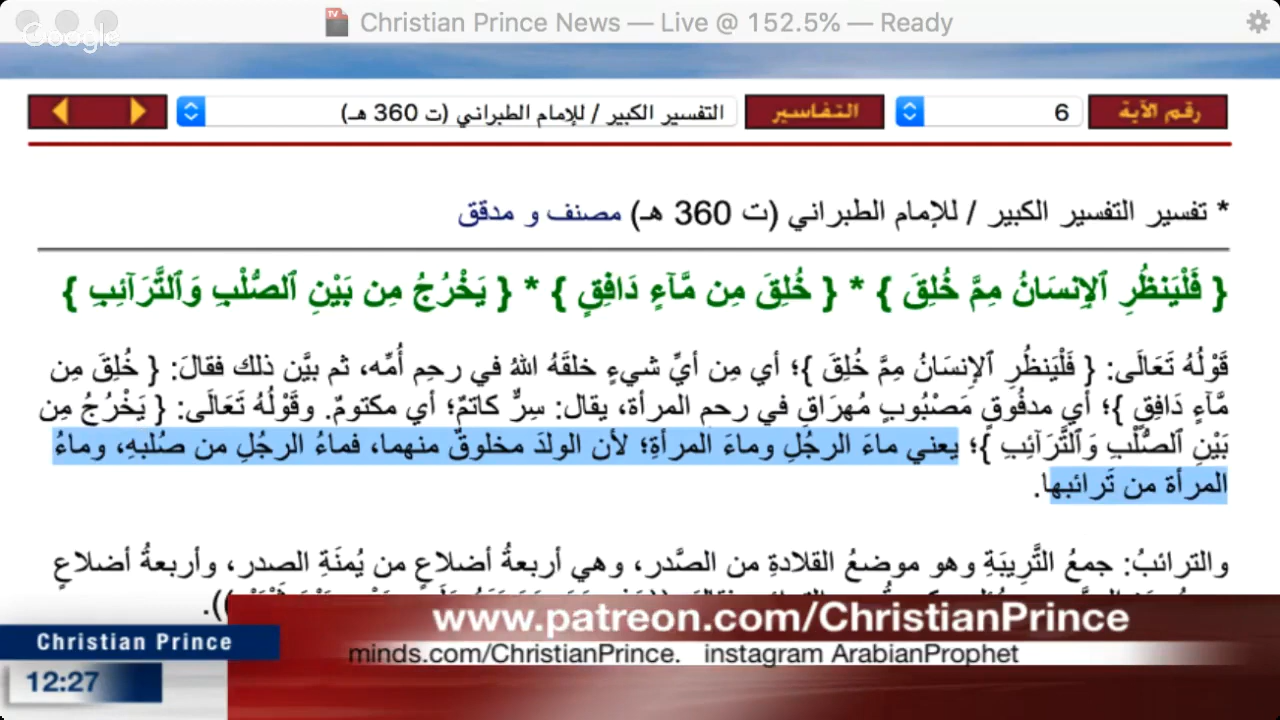 Christian Prince News — Live @ 152.5% — Ready
Google
رقم الآية 6 التفاسير التفسير الكبير / للإمام الطبراني (ت 360 هـ)
* تفسير التفسير الكبير / للإمام الطبراني (ت 360 هـ) مصنف و مدقق
{ فَلْيَنظُرِ ٱلإِنسَانُ مِمَّ خُلِقَ } * { خُلِقَ مِن مَّآءٍ دَافِقٍ } * { يَخْرُجُ مِن بَيْنِ ٱلصُّلْبِ وَٱلتَّرَآئِبِ }
قَوْلُهُ تَعَالَى: { فَلْيَنظُرِ ٱلإِنسَانُ مِمَّ خُلِقَ }؛ أي مِن أيِّ شيءٍ خلقَهُ اللهُ في رحِم أُمِّه، ثم بيَّن ذلك فقالَ: { خُلِقَ مِن
مَّآءٍ دَافِقٍ }؛ أي مدفُوقٍ مَصْبُوبٍ مُهرَاقٍ في رحم المرأة، يقال: سِرٌّ كاتمٌ؛ أي مكتومٌ. وقَوْلُهُ تَعَالَى: { يَخْرُجُ مِن
بَيْنِ ٱلصُّلْبِ وَٱلتَّرَآئِبِ }؛ يعني ماءَ الرجُلِ وماءَ المرأةِ؛ لأن الولدَ مخلوقٌ منهما، فماءُ الرجُلِ من صُلبهِ، وماءُ
المرأة من تَرائبها.
والترائبُ: جمعُ التَّرِيبَةِ وهو موضعُ القلادةِ من الصَّدر، وهي أربعةُ أضلاعٍ من يُمنَةِ الصدر، وأربعةُ أضلاعٍ
www.patreon.com/ChristianPrince
Christian Prince
minds.com/ChristianPrince. instagram ArabianProphet
12:27